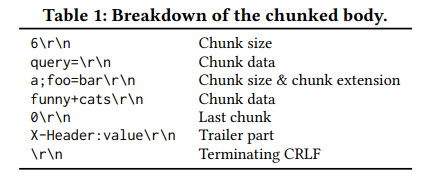 Table 1: Breakdown of the chunked body.
6\r\n Chunk size
query=\r\n Chunk data
a;foo=bar\r\n Chunk size & chunk extension
funny+cats\r\n Chunk data
0\r\n Last chunk
X-Header:value\r\n Trailer part
\r\n Terminating CRLF